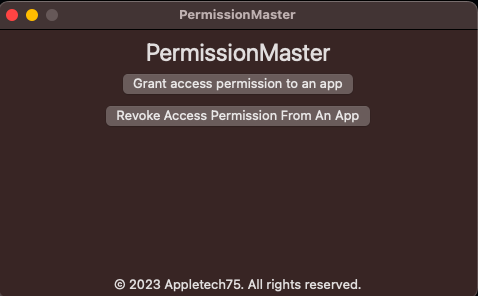 PermissionMaster
PermissionMaster
Grant access permission to an app
Revoke Access Permission From An App
© 2023 Appletech75. All rights reserved.